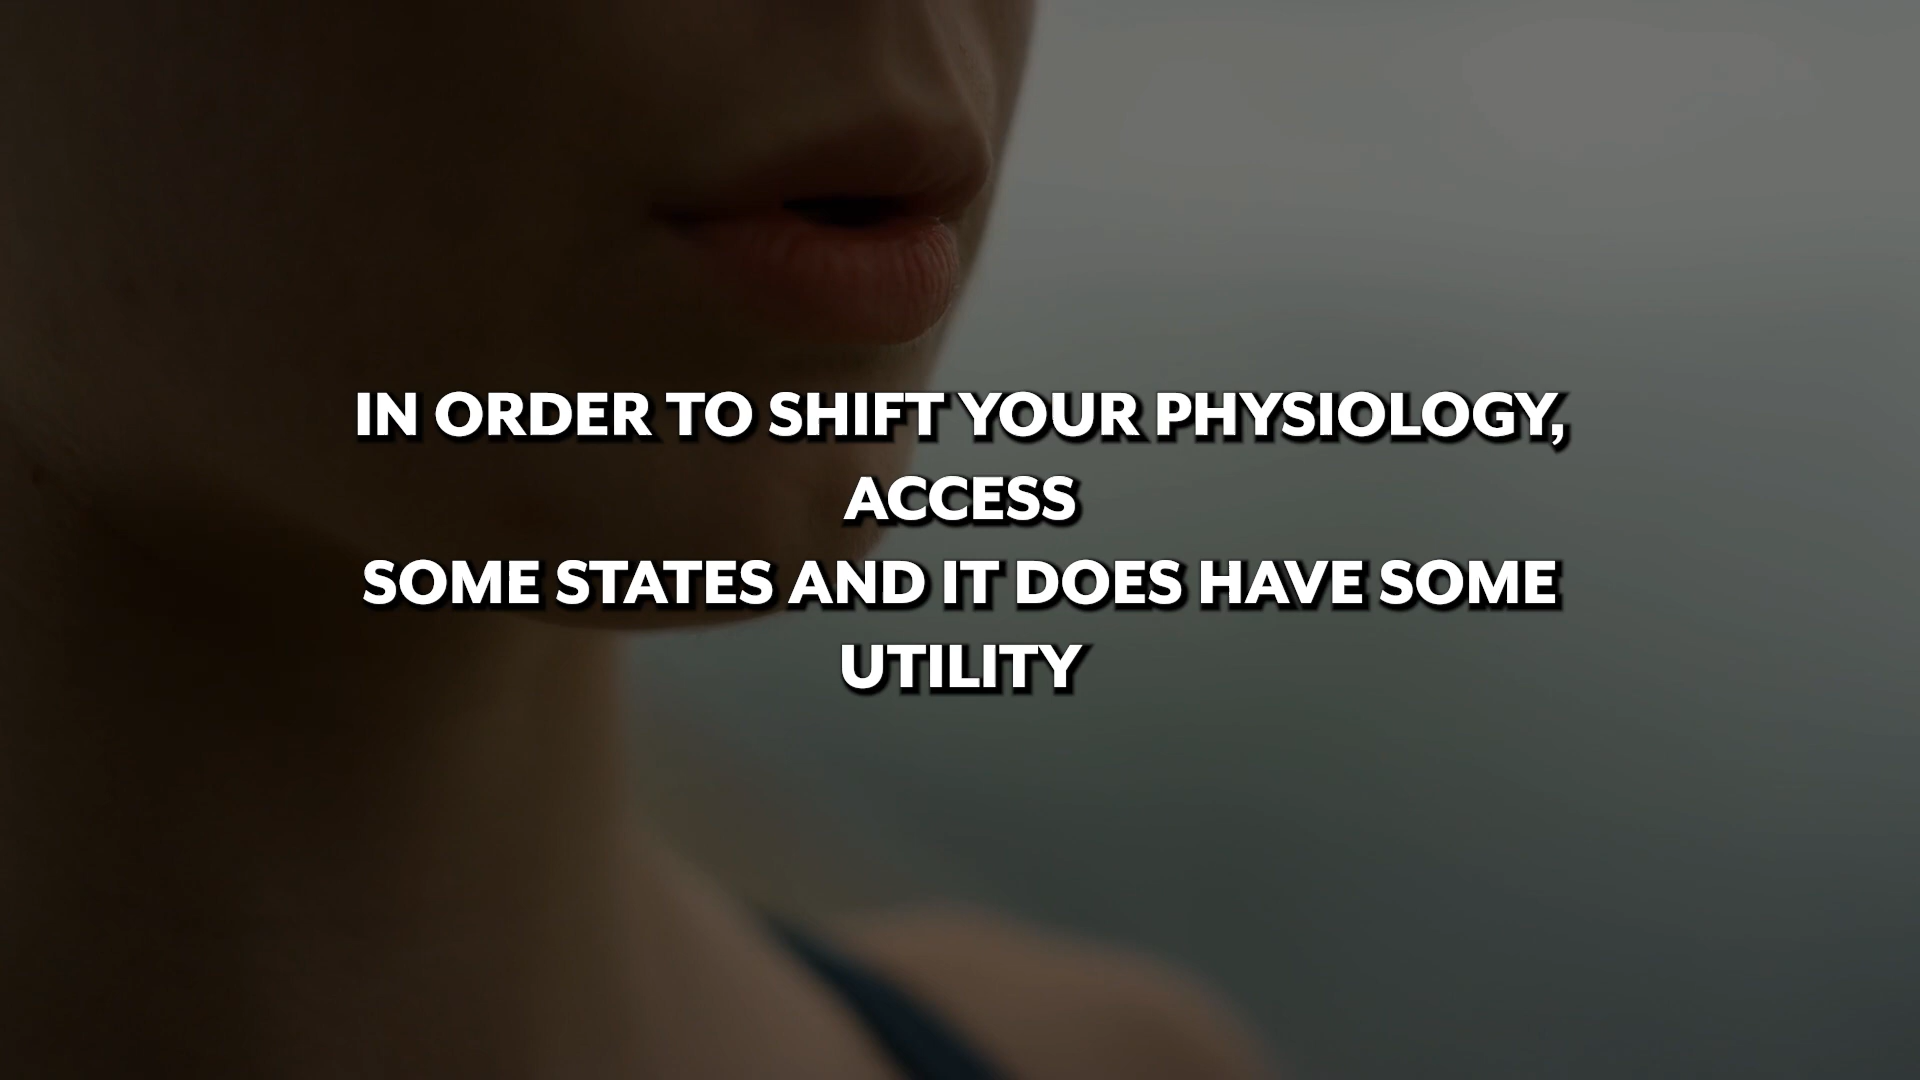 IN ORDER TO SHIFT YOUR PHYSIOLOGY,
ACCESS
SOME STATES AND IT DOES HAVE SOME
UTILITY